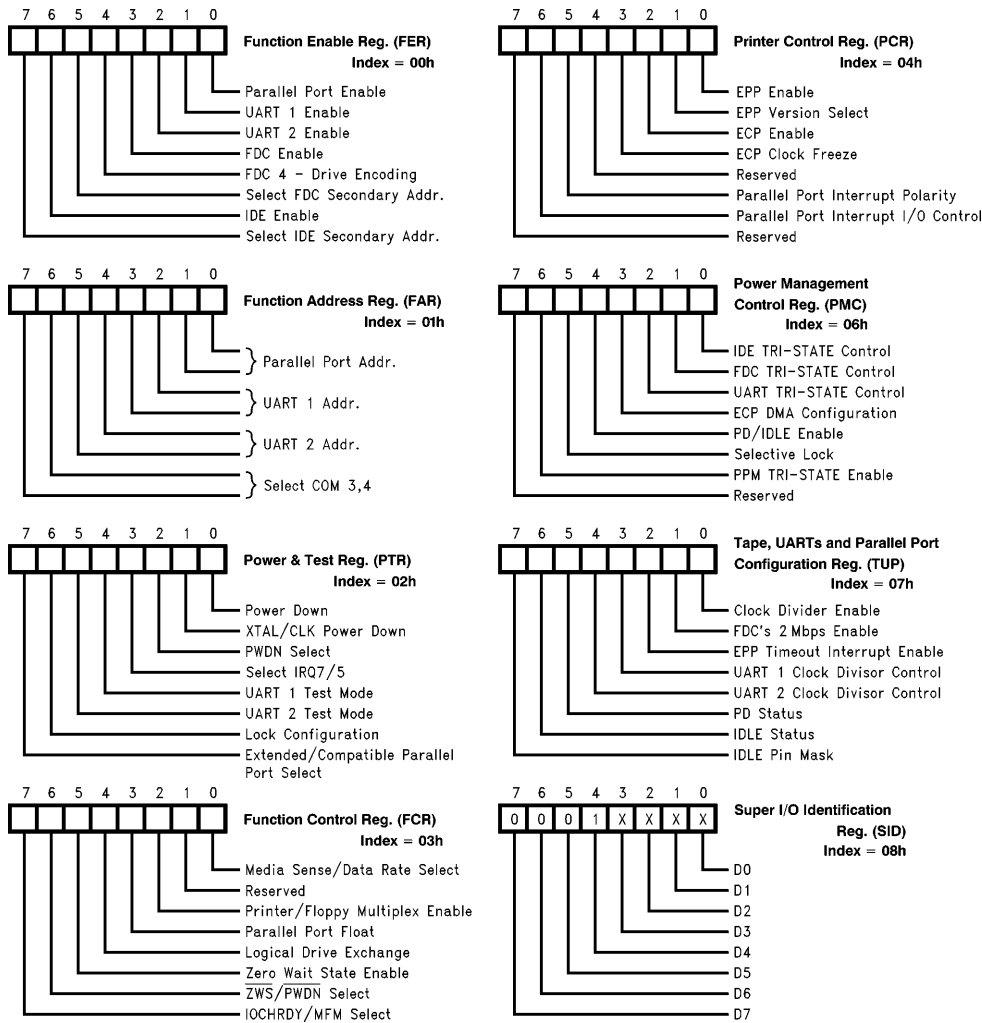 7 6 5 4 3 2 1 0
Function Enable Reg. (FER)
Index = 00h
Parallel Port Enable
UART 1 Enable
UART 2 Enable
FDC Enable
FDC 4 – Drive Encoding
Select FDC Secondary Addr.
IDE Enable
Select IDE Secondary Addr.
7 6 5 4 3 2 1 0
Printer Control Reg. (PCR)
Index = 04h
EPP Enable
EPP Version Select
ECP Enable
ECP Clock Freeze
Reserved
Parallel Port Interrupt Polarity
Parallel Port Interrupt I/O Control
Reserved
7 6 5 4 3 2 1 0
Function Address Reg. (FAR)
Index = 01h
Parallel Port Addr.
UART 1 Addr.
UART 2 Addr.
Select COM 3,4
7 6 5 4 3 2 1 0
Power Management
Control Reg. (PMC)
Index = 06h
IDE TRI-STATE Control
FDC TRI-STATE Control
UART TRI-STATE Control
ECP DMA Configuration
PD/IDLE Enable
Selective Lock
PPM TRI-STATE Enable
Reserved
7 6 5 4 3 2 1 0
Power & Test Reg. (PTR)
Index = 02h
Power Down
XTAL/CLK Power Down
PWDN Select
Select IRQ7/5
UART 1 Test Mode
UART 2 Test Mode
Lock Configuration
Extended/Compatible Parallel
Port Select
7 6 5 4 3 2 1 0
Tape, UARTs and Parallel Port
Configuration Reg. (TUP)
Index = 07h
Clock Divider Enable
FDC's 2 Mbps Enable
EPP Timeout Interrupt Enable
UART 1 Clock Divisor Control
UART 2 Clock Divisor Control
PD Status
IDLE Status
IDLE Pin Mask
7 6 5 4 3 2 1 0
Function Control Reg. (FCR)
Index = 03h
Media Sense/Data Rate Select
Reserved
Printer/Floppy Multiplex Enable
Parallel Port Float
Logical Drive Exchange
Zero Wait State Enable
ZWS/PWDN Select
IOCHRDY/MFM Select
7 6 5 4 3 2 1 0
0 0 0 1 X X X X
Super I/O Identification
Reg. (SID)
Index = 08h
D0
D1
D2
D3
D4
D5
D6
D7